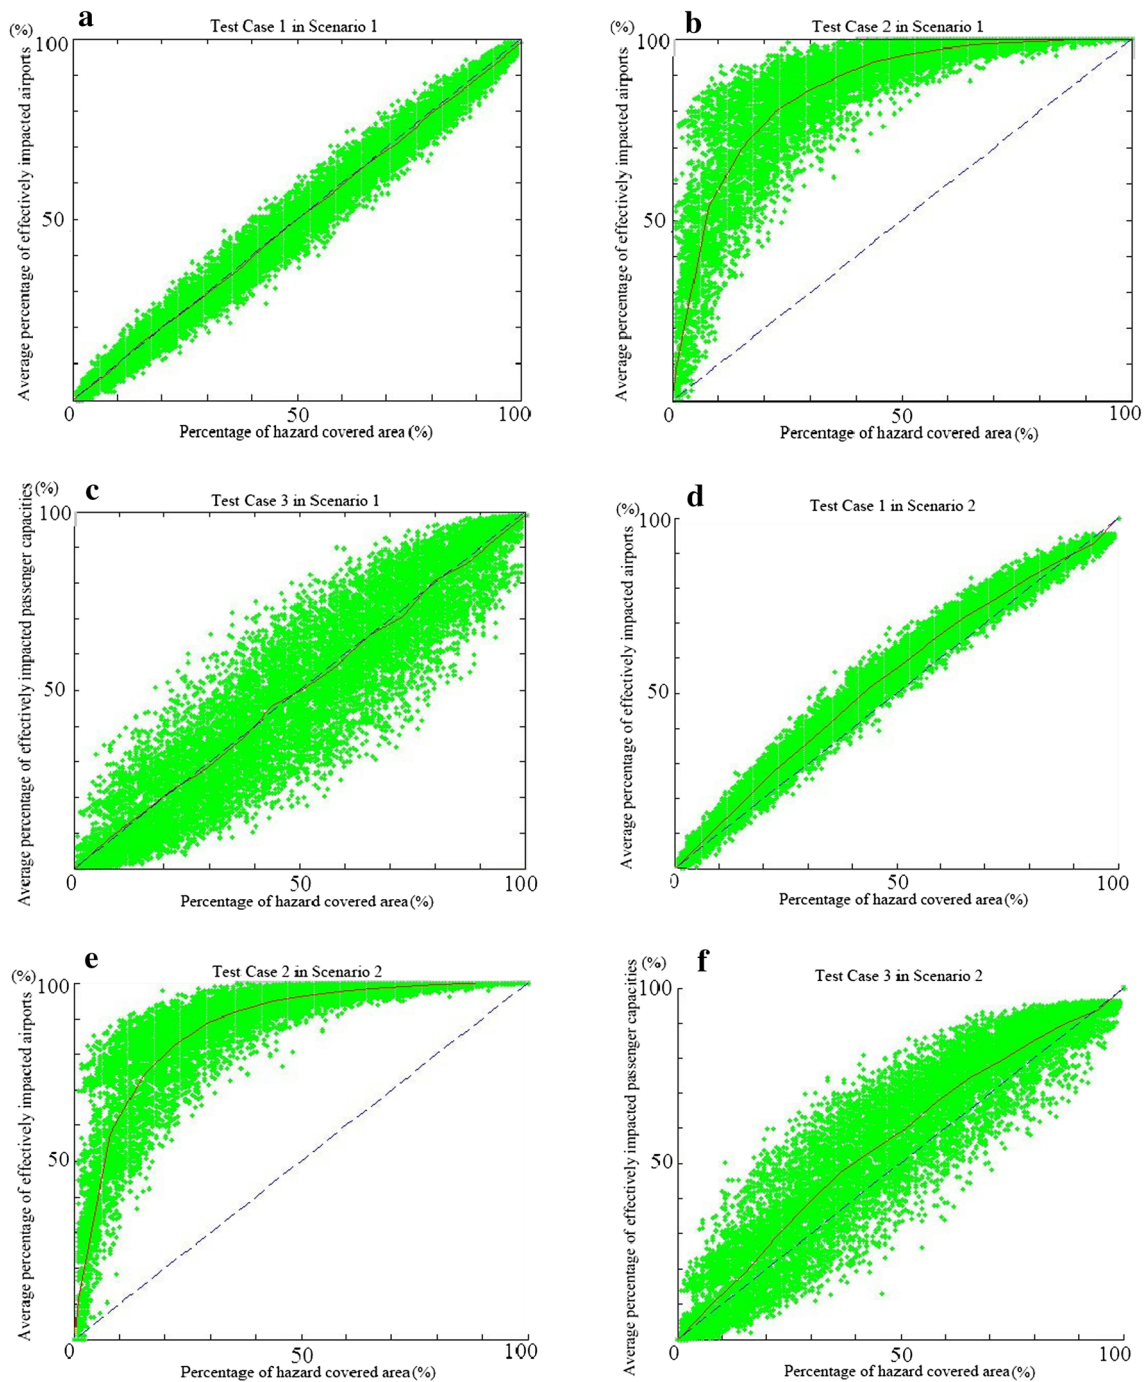 a
Test Case 1 in Scenario 1
(%)
100
50
0
50
100
Average percentage of effectively impacted airports
Percentage of hazard covered area (%)
b
Test Case 2 in Scenario 1
(%)
100
50
0
50
100
Average percentage of effectively impacted airports
Percentage of hazard covered area (%)
c
Test Case 3 in Scenario 1
(%)
100
50
0
50
100
Average percentage of effectively impacted passenger capacities
Percentage of hazard covered area (%)
d
Test Case 1 in Scenario 2
(%)
100
50
0
50
100
Average percentage of effectively impacted airports
Percentage of hazard covered area (%)
e
Test Case 2 in Scenario 2
(%)
100
50
0
50
100
Average percentage of effectively impacted airports
Percentage of hazard covered area (%)
f
Test Case 3 in Scenario 2
(%)
100
50
0
50
100
Average percentage of effectively impacted passenger capacities
Percentage of hazard covered area (%)